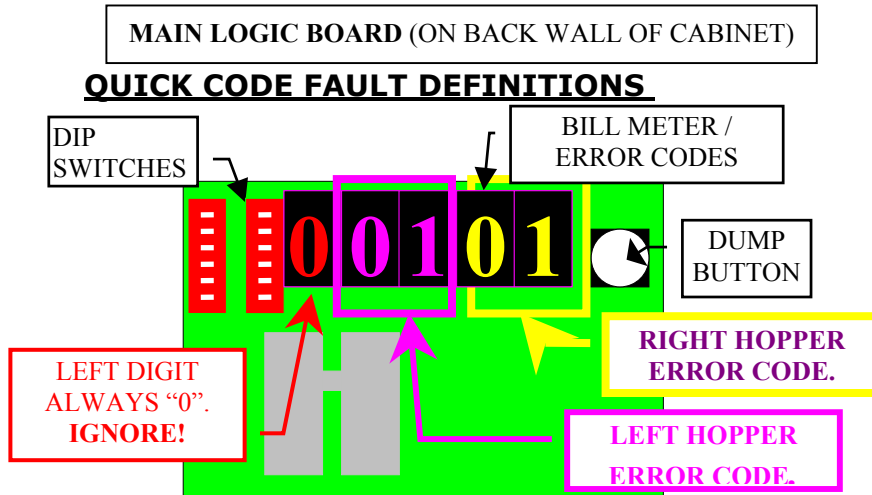 MAIN LOGIC BOARD (ON BACK WALL OF CABINET)
QUICK CODE FAULT DEFINITIONS
DIP
SWITCHES
BILL METER /
ERROR CODES
0 0 1 0 1
DUMP
BUTTON
RIGHT HOPPER
ERROR CODE.
LEFT DIGIT
ALWAYS “0”.
IGNORE!
LEFT HOPPER
ERROR CODE.